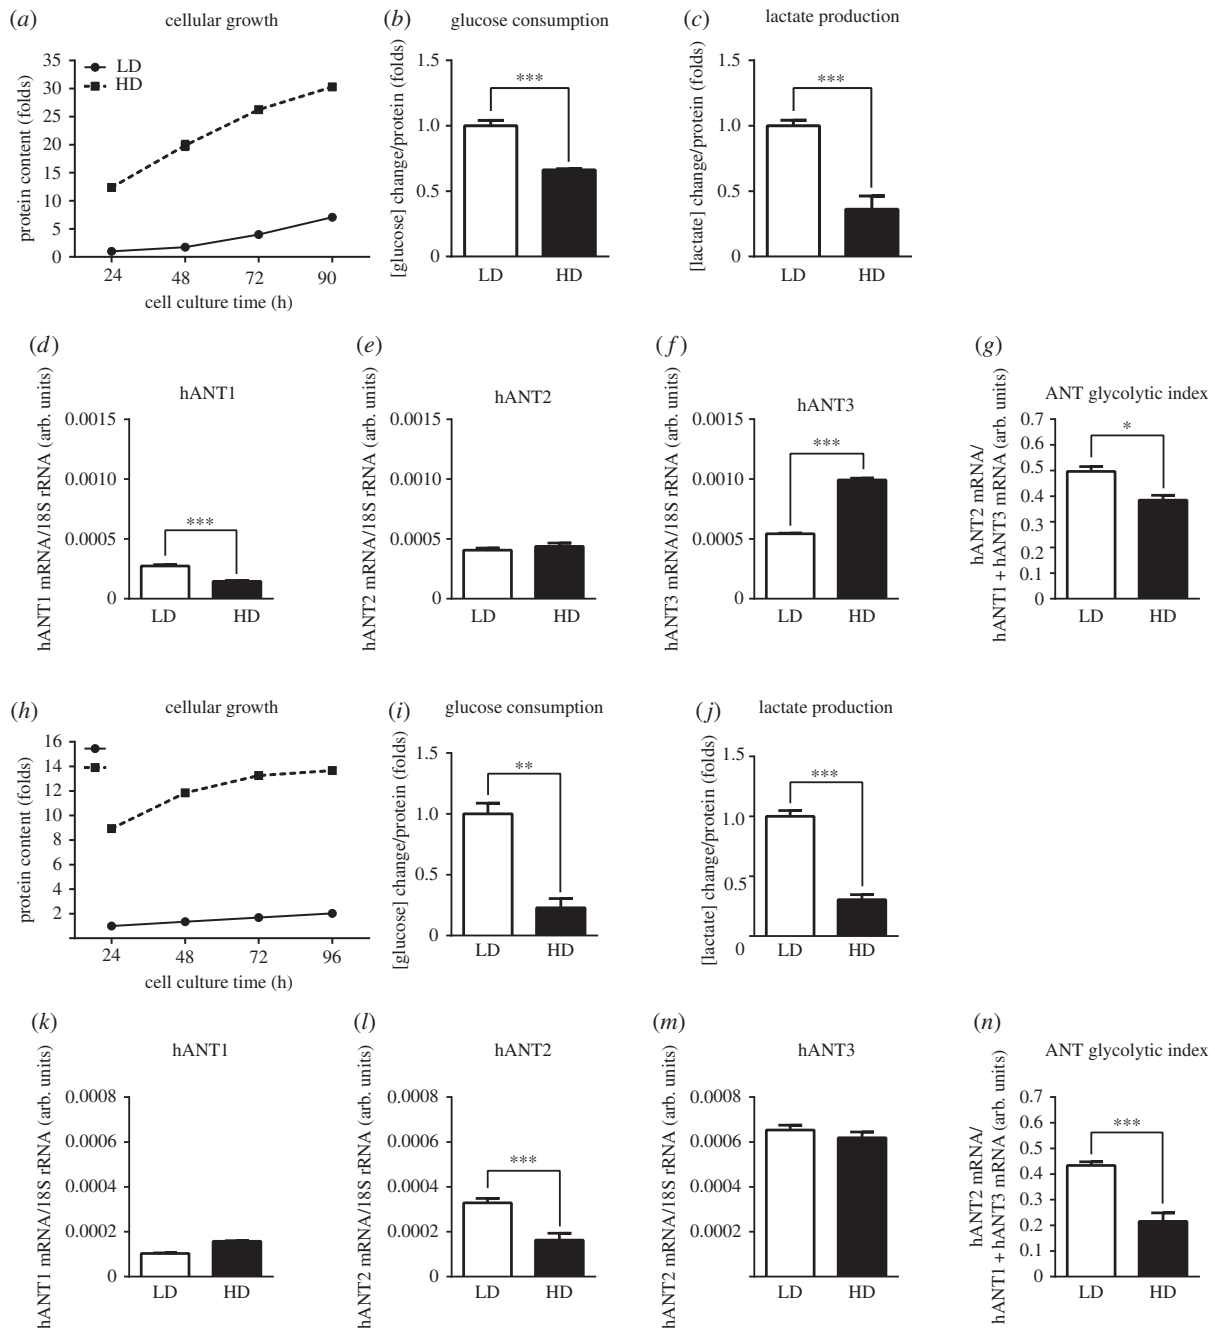 (a) cellular growth
protein content (folds)
35
30
25
20
15
10
5
0
LD
HD
24 48 72 90
cell culture time (h)
(b) glucose consumption
[glucose] change/protein (folds)
1.5
1.0
0.5
0
***
LD HD
(c) lactate production
[lactate] change/protein (folds)
1.5
1.0
0.5
0
***
LD HD
(d)
hANT1
hANT1 mRNA/18S rRNA (arb. units)
0.0015
0.0010
0.0005
0
***
LD HD
(e)
hANT2
hANT2 mRNA/18S rRNA (arb. units)
0.0015
0.0010
0.0005
0
LD HD
(f)
hANT3
hANT3 mRNA/18S rRNA (arb. units)
0.0015
0.0010
0.0005
0
***
LD HD
(g)
ANT glycolytic index
hANT2 mRNA/
hANT1 + hANT3 mRNA (arb. units)
0.7
0.6
0.5
0.4
0.3
0.2
0.1
0
*
LD HD
(h) cellular growth
protein content (folds)
16
14
12
10
8
6
4
2
24 48 72 96
cell culture time (h)
(i) glucose consumption
[glucose] change/protein (folds)
1.5
1.0
0.5
0
**
LD HD
(j) lactate production
[lactate] change/protein (folds)
1.5
1.0
0.5
0
***
LD HD
(k)
hANT1
hANT1 mRNA/18S rRNA (arb. units)
0.0008
0.0006
0.0004
0.0002
0
LD HD
(l)
hANT2
hANT2 mRNA/18S rRNA (arb. units)
0.0008
0.0006
0.0004
0.0002
0
***
LD HD
(m)
hANT3
hANT2 mRNA/18S rRNA (arb. units)
0.0008
0.0006
0.0004
0.0002
LD HD
(n)
ANT glycolytic index
hANT2 mRNA/
hANT1 + hANT3 mRNA (arb. units)
0.7
0.6
0.5
0.4
0.3
0.2
0.1
0
***
LD HD